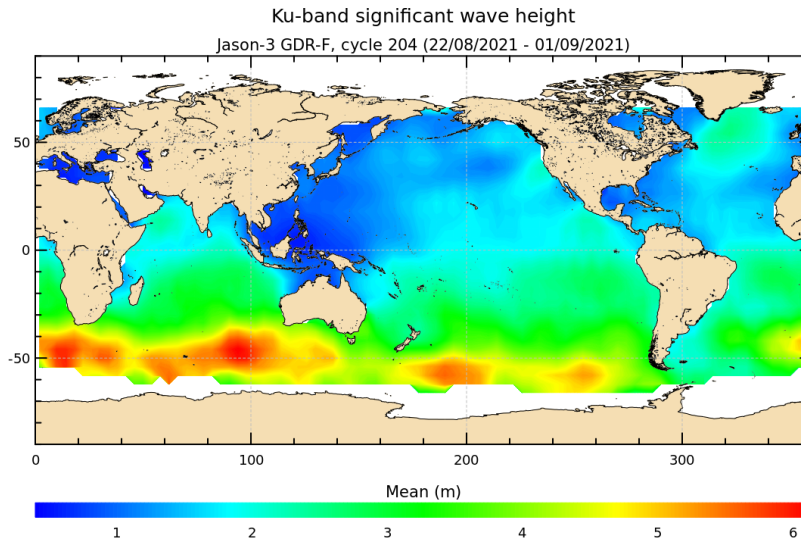 Ku-band significant wave height
Jason-3 GDR-F, cycle 204 (22/08/2021 - 01/09/2021)
50
0
-50
0 100 200 300
Mean (m)
1 2 3 4 5 6